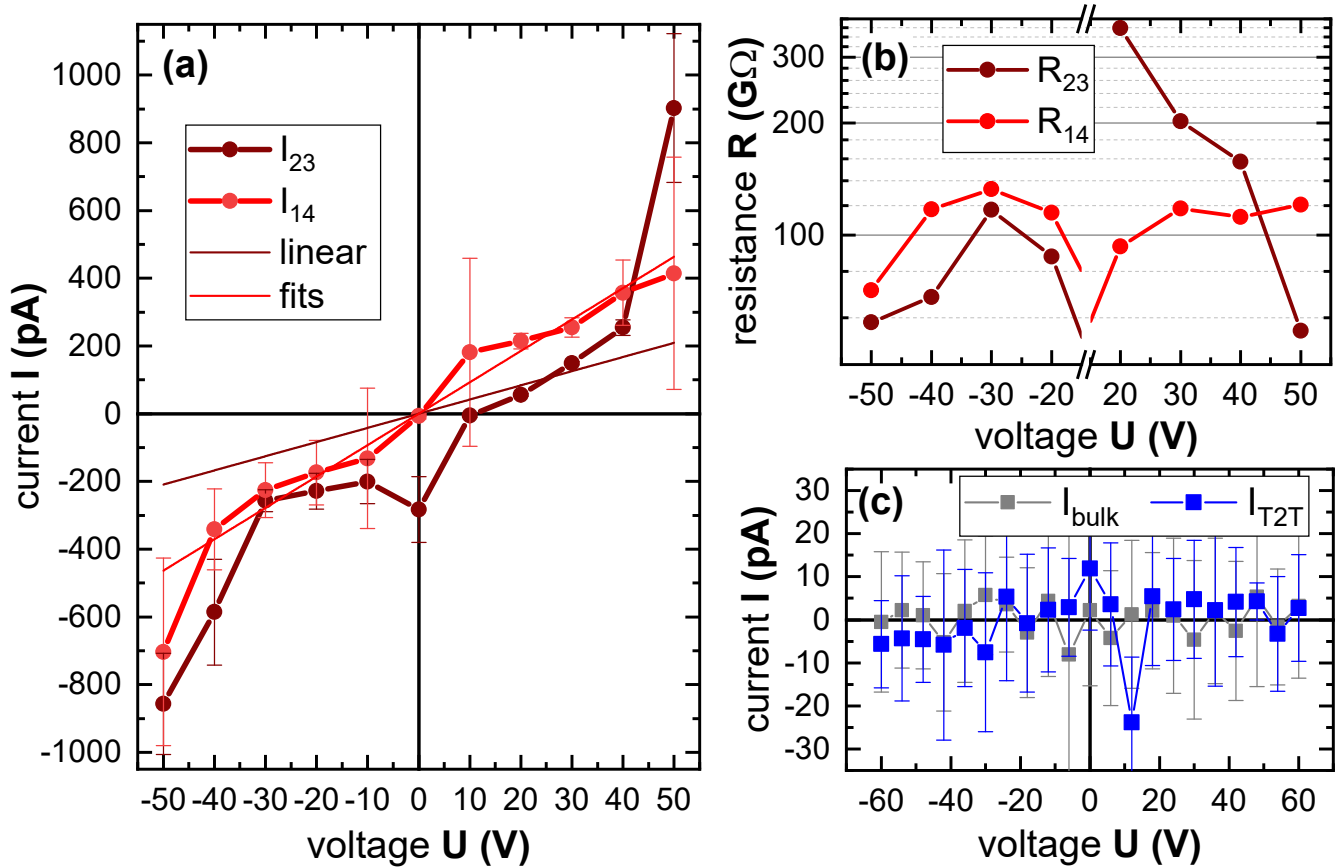 (a)
1000
800
600
400
200
0
-200
-400
-600
-800
-1000
current I (pA)
I23
I14
linear
fits
-50 -40 -30 -20 -10 0 10 20 30 40 50
voltage U (V)
(b)
300
200
100
resistance R (GΩ)
R23
R14
-50 -40 -30 -20 20 30 40 50
voltage U (V)
(c)
30
20
10
0
-10
-20
-30
current I (pA)
Ibulk IT2T
-60 -40 -20 0 20 40 60
voltage U (V)